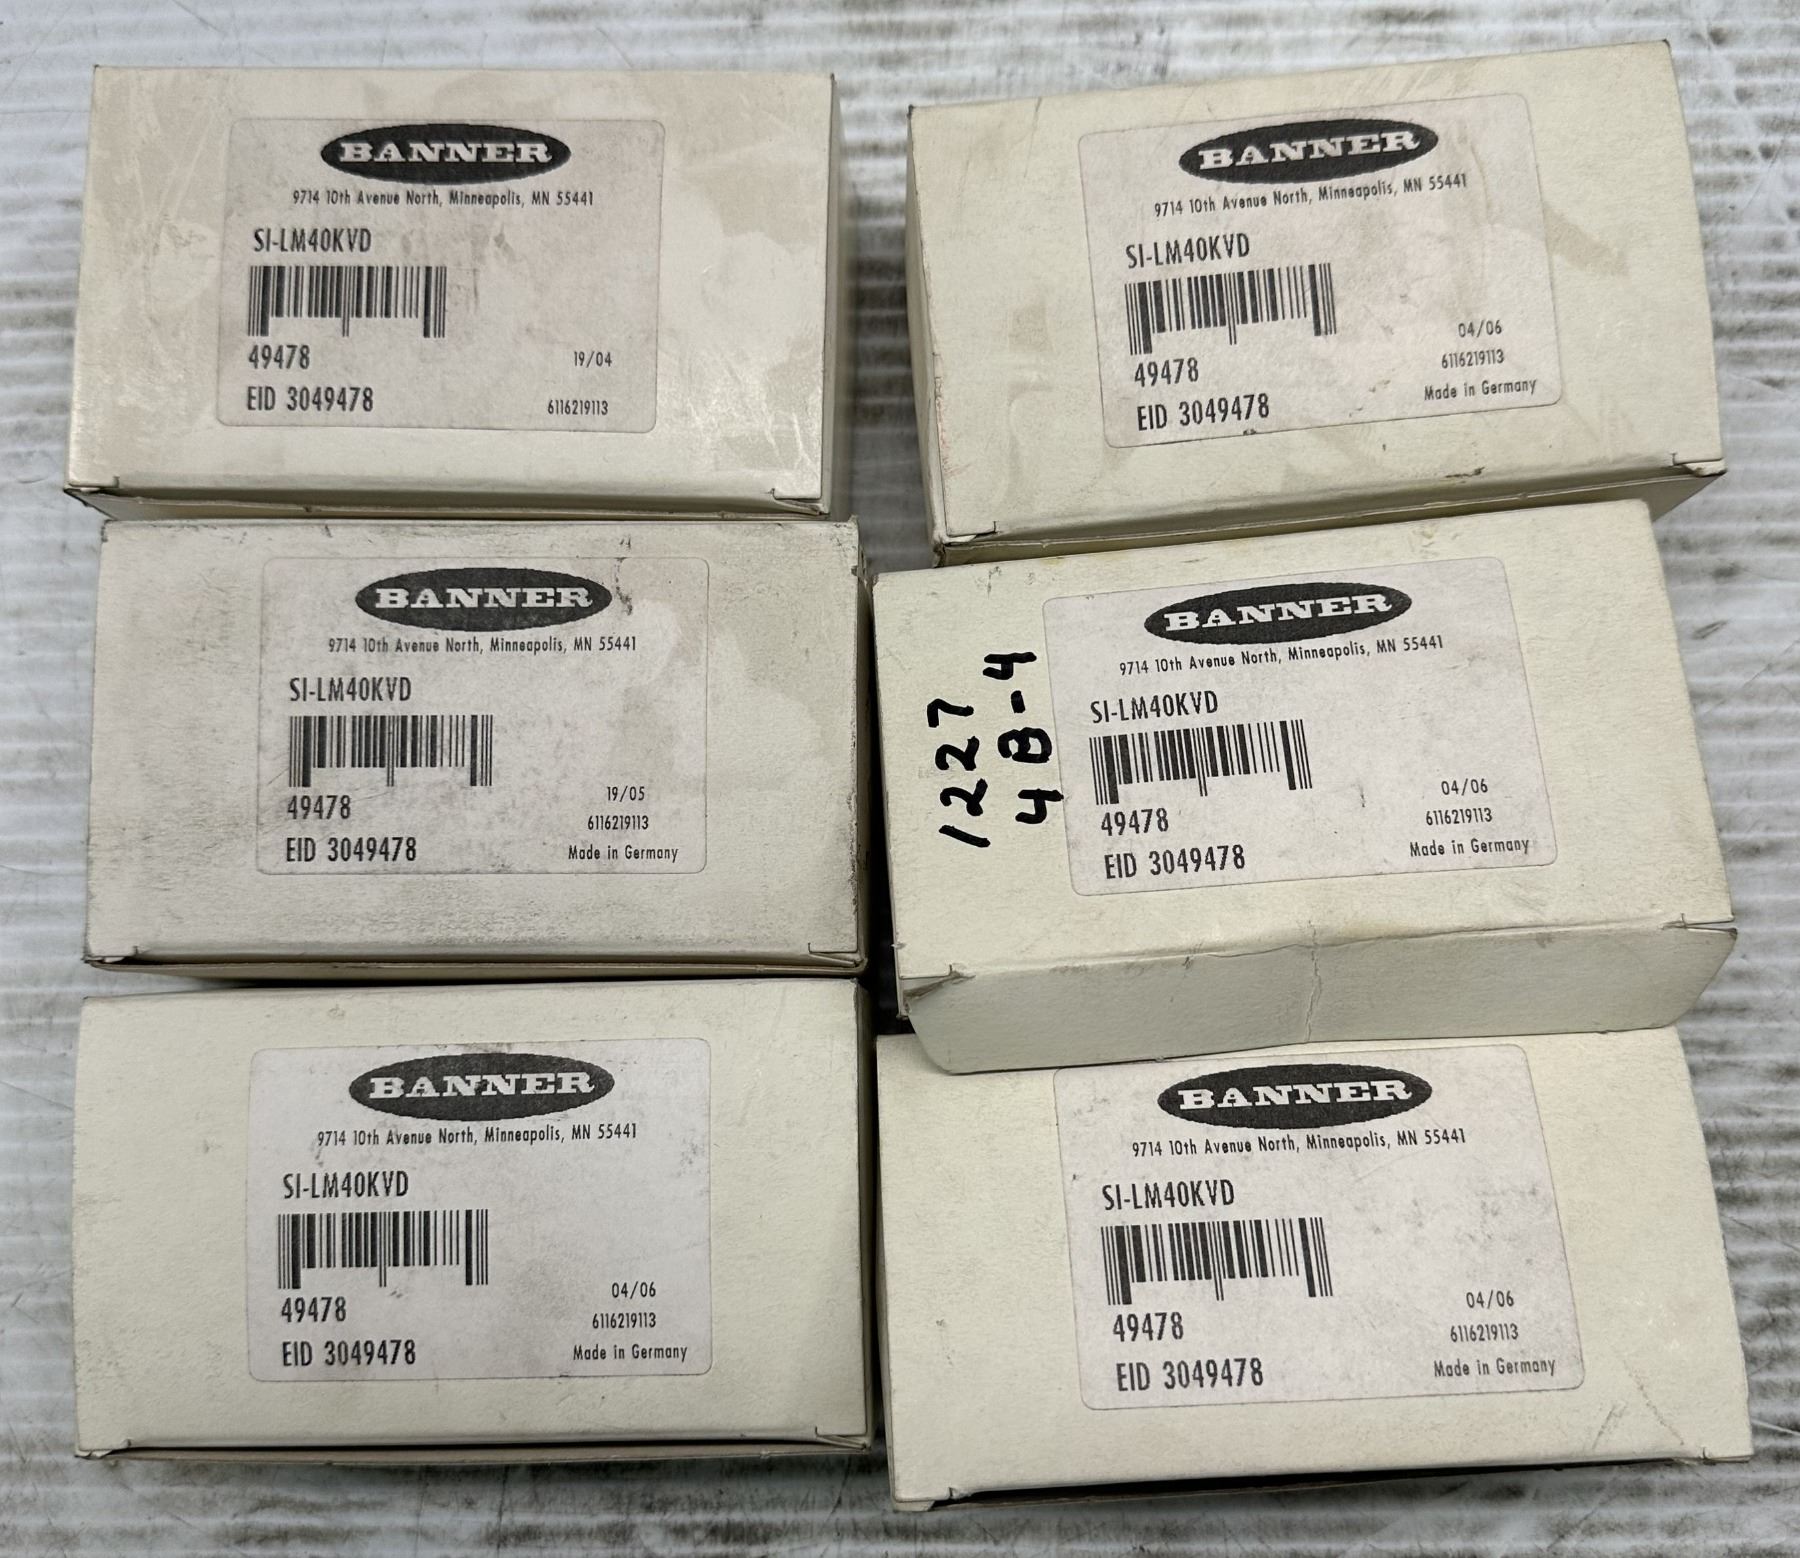 BANNER
9714 10th Avenue North, Minneapolis, MN 55441
SI-LM40KVD
49478
19/04
EID 3049478
6116219113
BANNER
9714 10th Avenue North, Minneapolis, MN 55441
SI-LM40KVD
04/06
49478
6116219113
Made in Germany
EID 3049478
BANNER
9714 10th Avenue North, Minneapolis, MN 55441
SI-LM40KVD
19/05
49478
6116219113
EID 3049478
Made in Germany
1227
48-4
BANNER
9714 10th Avenue North, Minneapolis, MN 55441
SI-LM40KVD
04/06
49478
6116219113
EID 3049478
Made in Germany
BANNER
9714 10th Avenue North, Minneapolis, MN 55441
SI-LM40KVD
04/06
49478
6116219113
EID 3049478
Made in Germany
BANNER
9714 10th Avenue North, Minneapolis, MN 55441
SI-LM40KVD
04/06
49478
6116219113
EID 3049478
Made in Germany